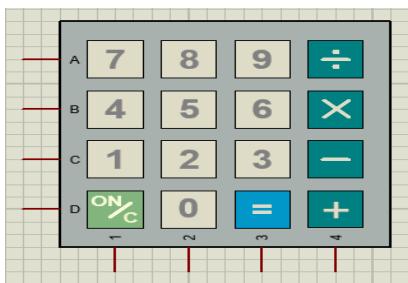 A 7 8 9 ÷
B 4 5 6 ×
C 1 2 3 −
D ON/C 0 = +
1 2 3 4